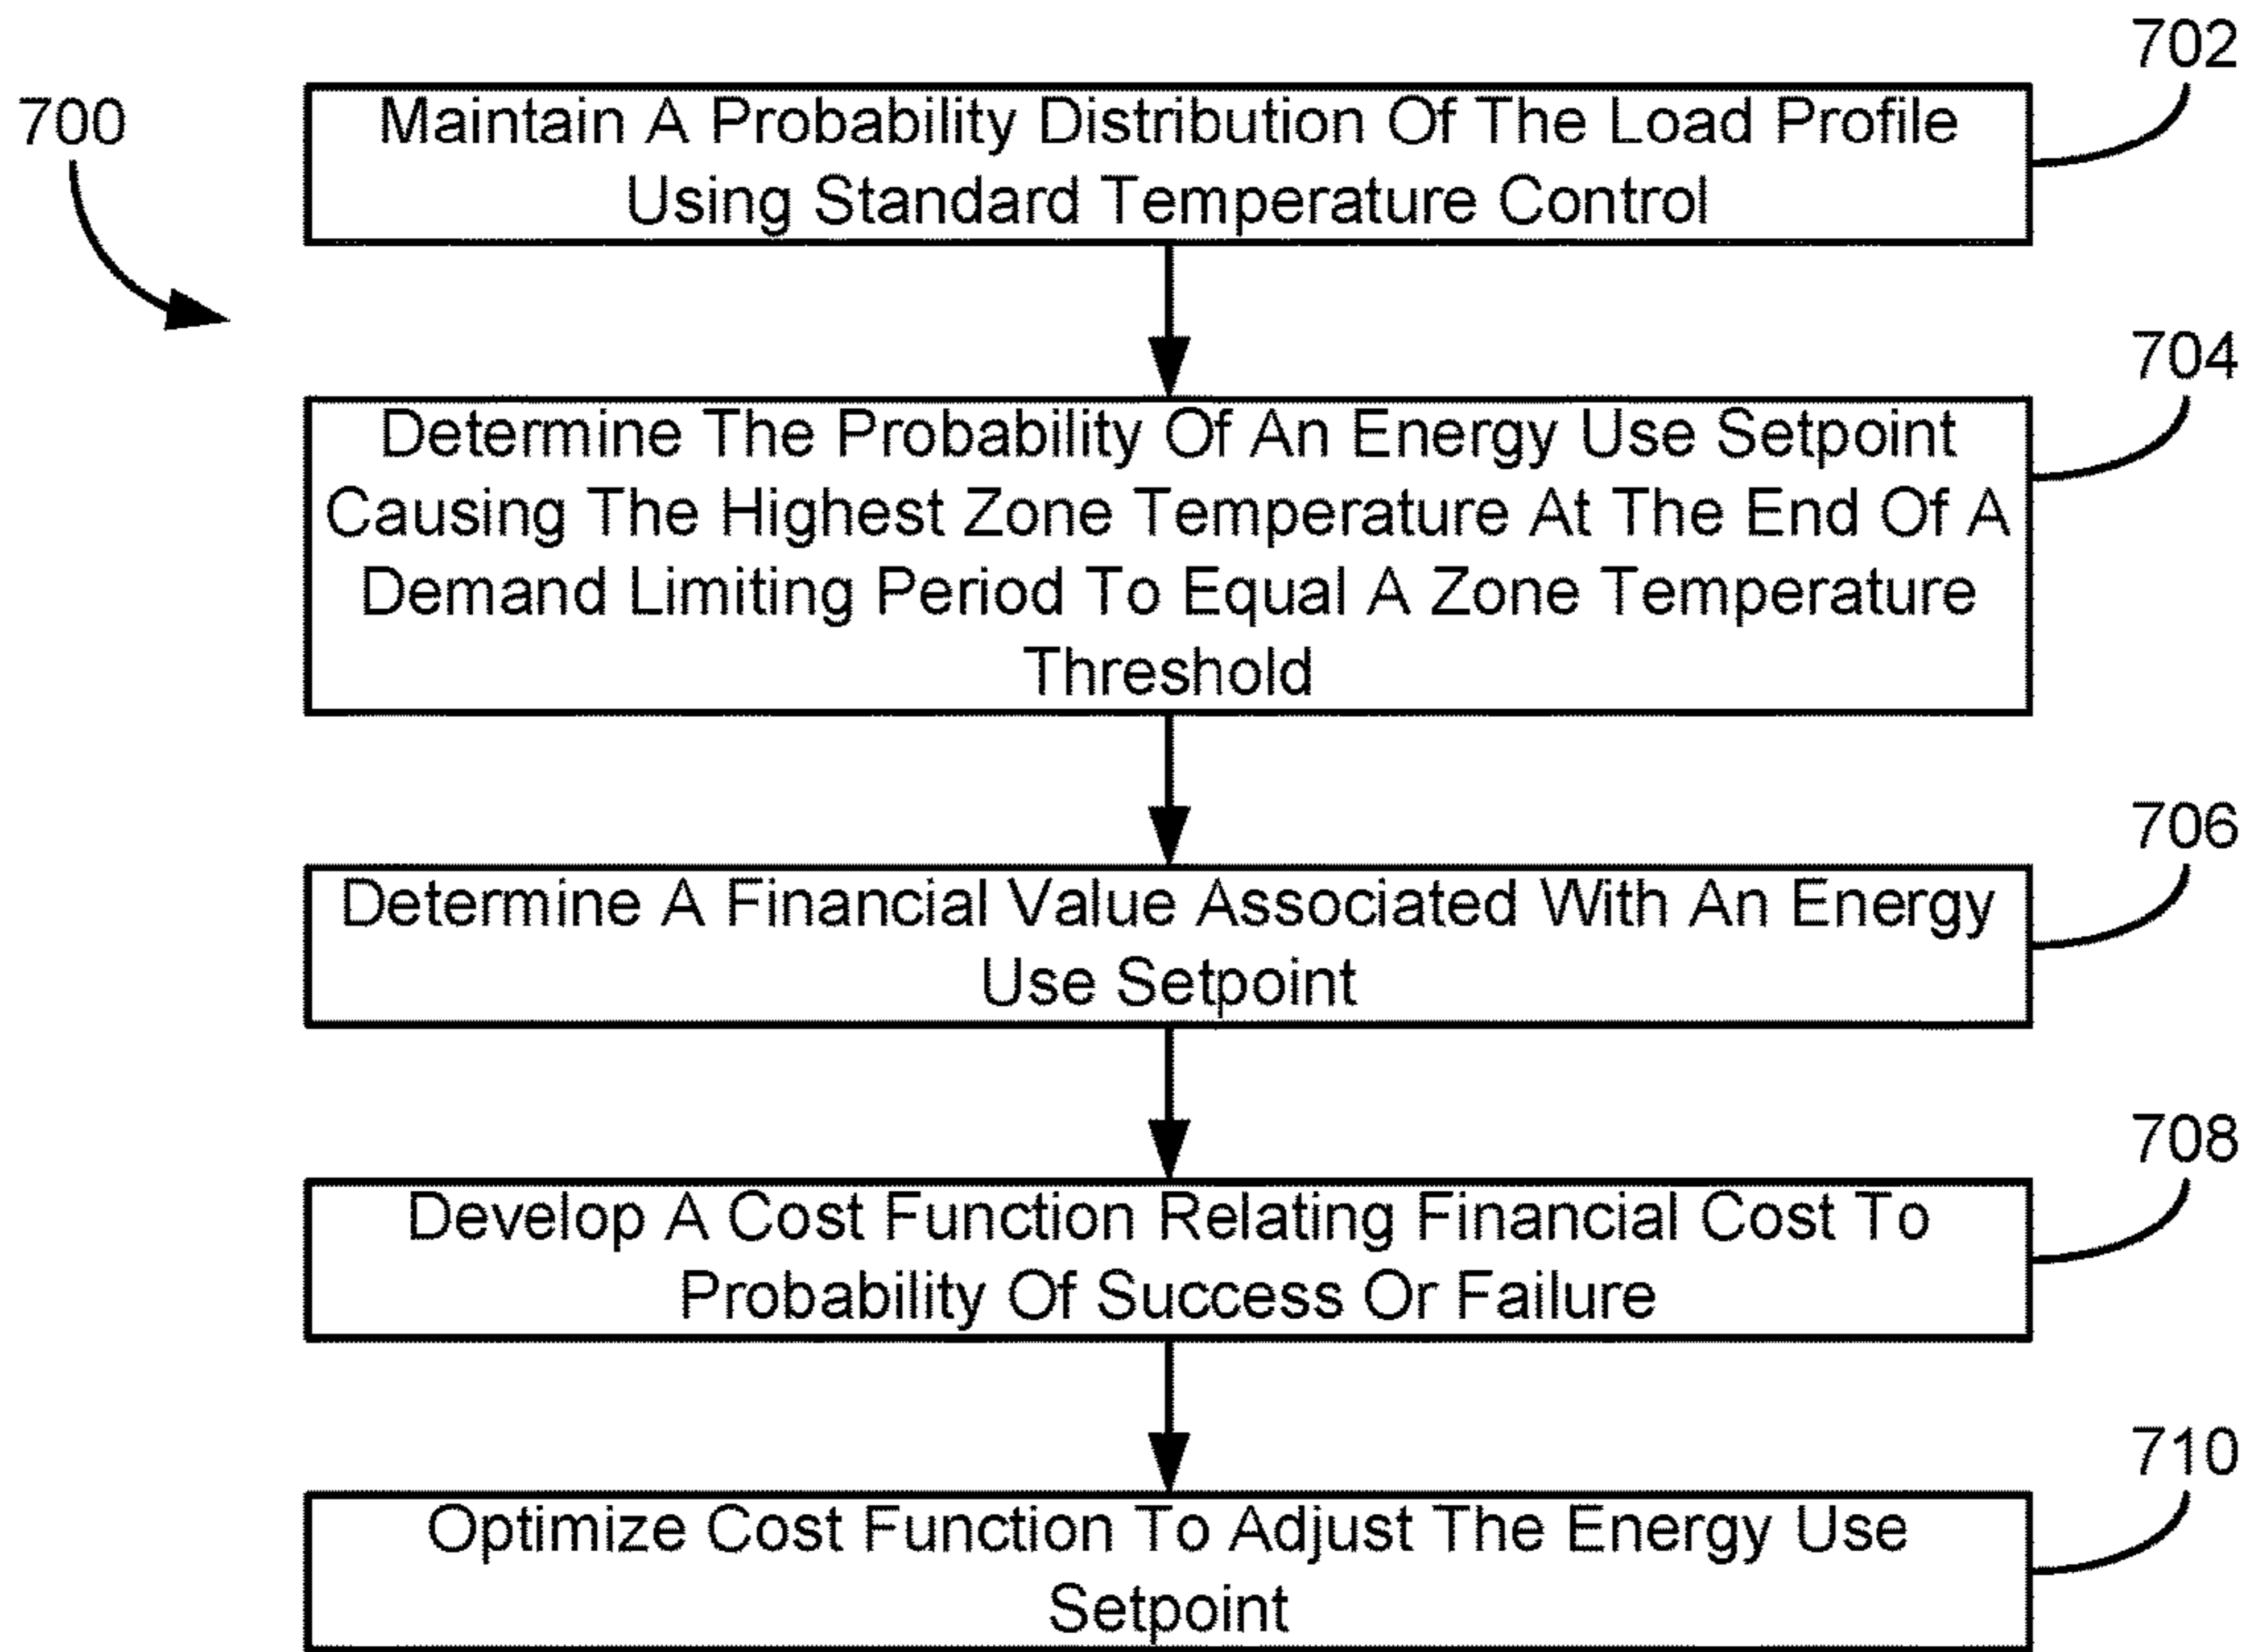 702
700
Maintain A Probability Distribution Of The Load Profile
Using Standard Temperature Control
704
Determine The Probability Of An Energy Use Setpoint
Causing The Highest Zone Temperature At The End Of A
Demand Limiting Period To Equal A Zone Temperature
Threshold
706
Determine A Financial Value Associated With An Energy
Use Setpoint
708
Develop A Cost Function Relating Financial Cost To
Probability Of Success Or Failure
710
Optimize Cost Function To Adjust The Energy Use
Setpoint